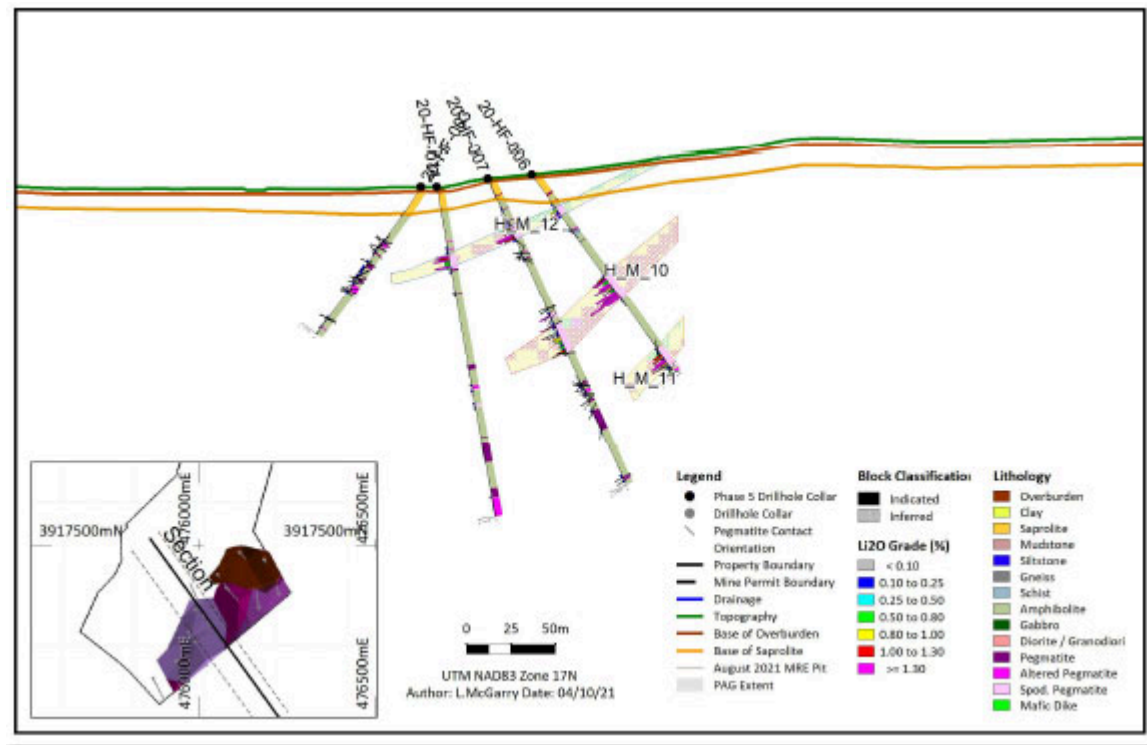 20-HF-007
20-HF-006
H_M_12
H_M_10
H_M_11
3917500mN
476000mE
3917500mN
476500mE
Section
476000mE
476500mE
0 25 50m
UTM NAD83 Zone 17N
Author: L.McGarry Date: 04/10/21
Legend
Phase 5 Drillhole Collar
Drillhole Collar
Pegmatite Contact
Orientation
Property Boundary
Mine Permit Boundary
Drainage
Topography
Base of Overburden
Base of Saprolite
August 2021 MRE Pit
PAG Extent
Block Classification
Indicated
Inferred
Li2O Grade (%)
< 0.10
0.10 to 0.25
0.25 to 0.50
0.50 to 0.80
0.80 to 1.00
1.00 to 1.30
>= 1.30
Lithology
Overburden
Clay
Saprolite
Mudstone
Siltstone
Gneiss
Schist
Amphibolite
Gabbro
Diorite / Granodiori
Pegmatite
Altered Pegmatite
Spod. Pegmatite
Mafic Dike